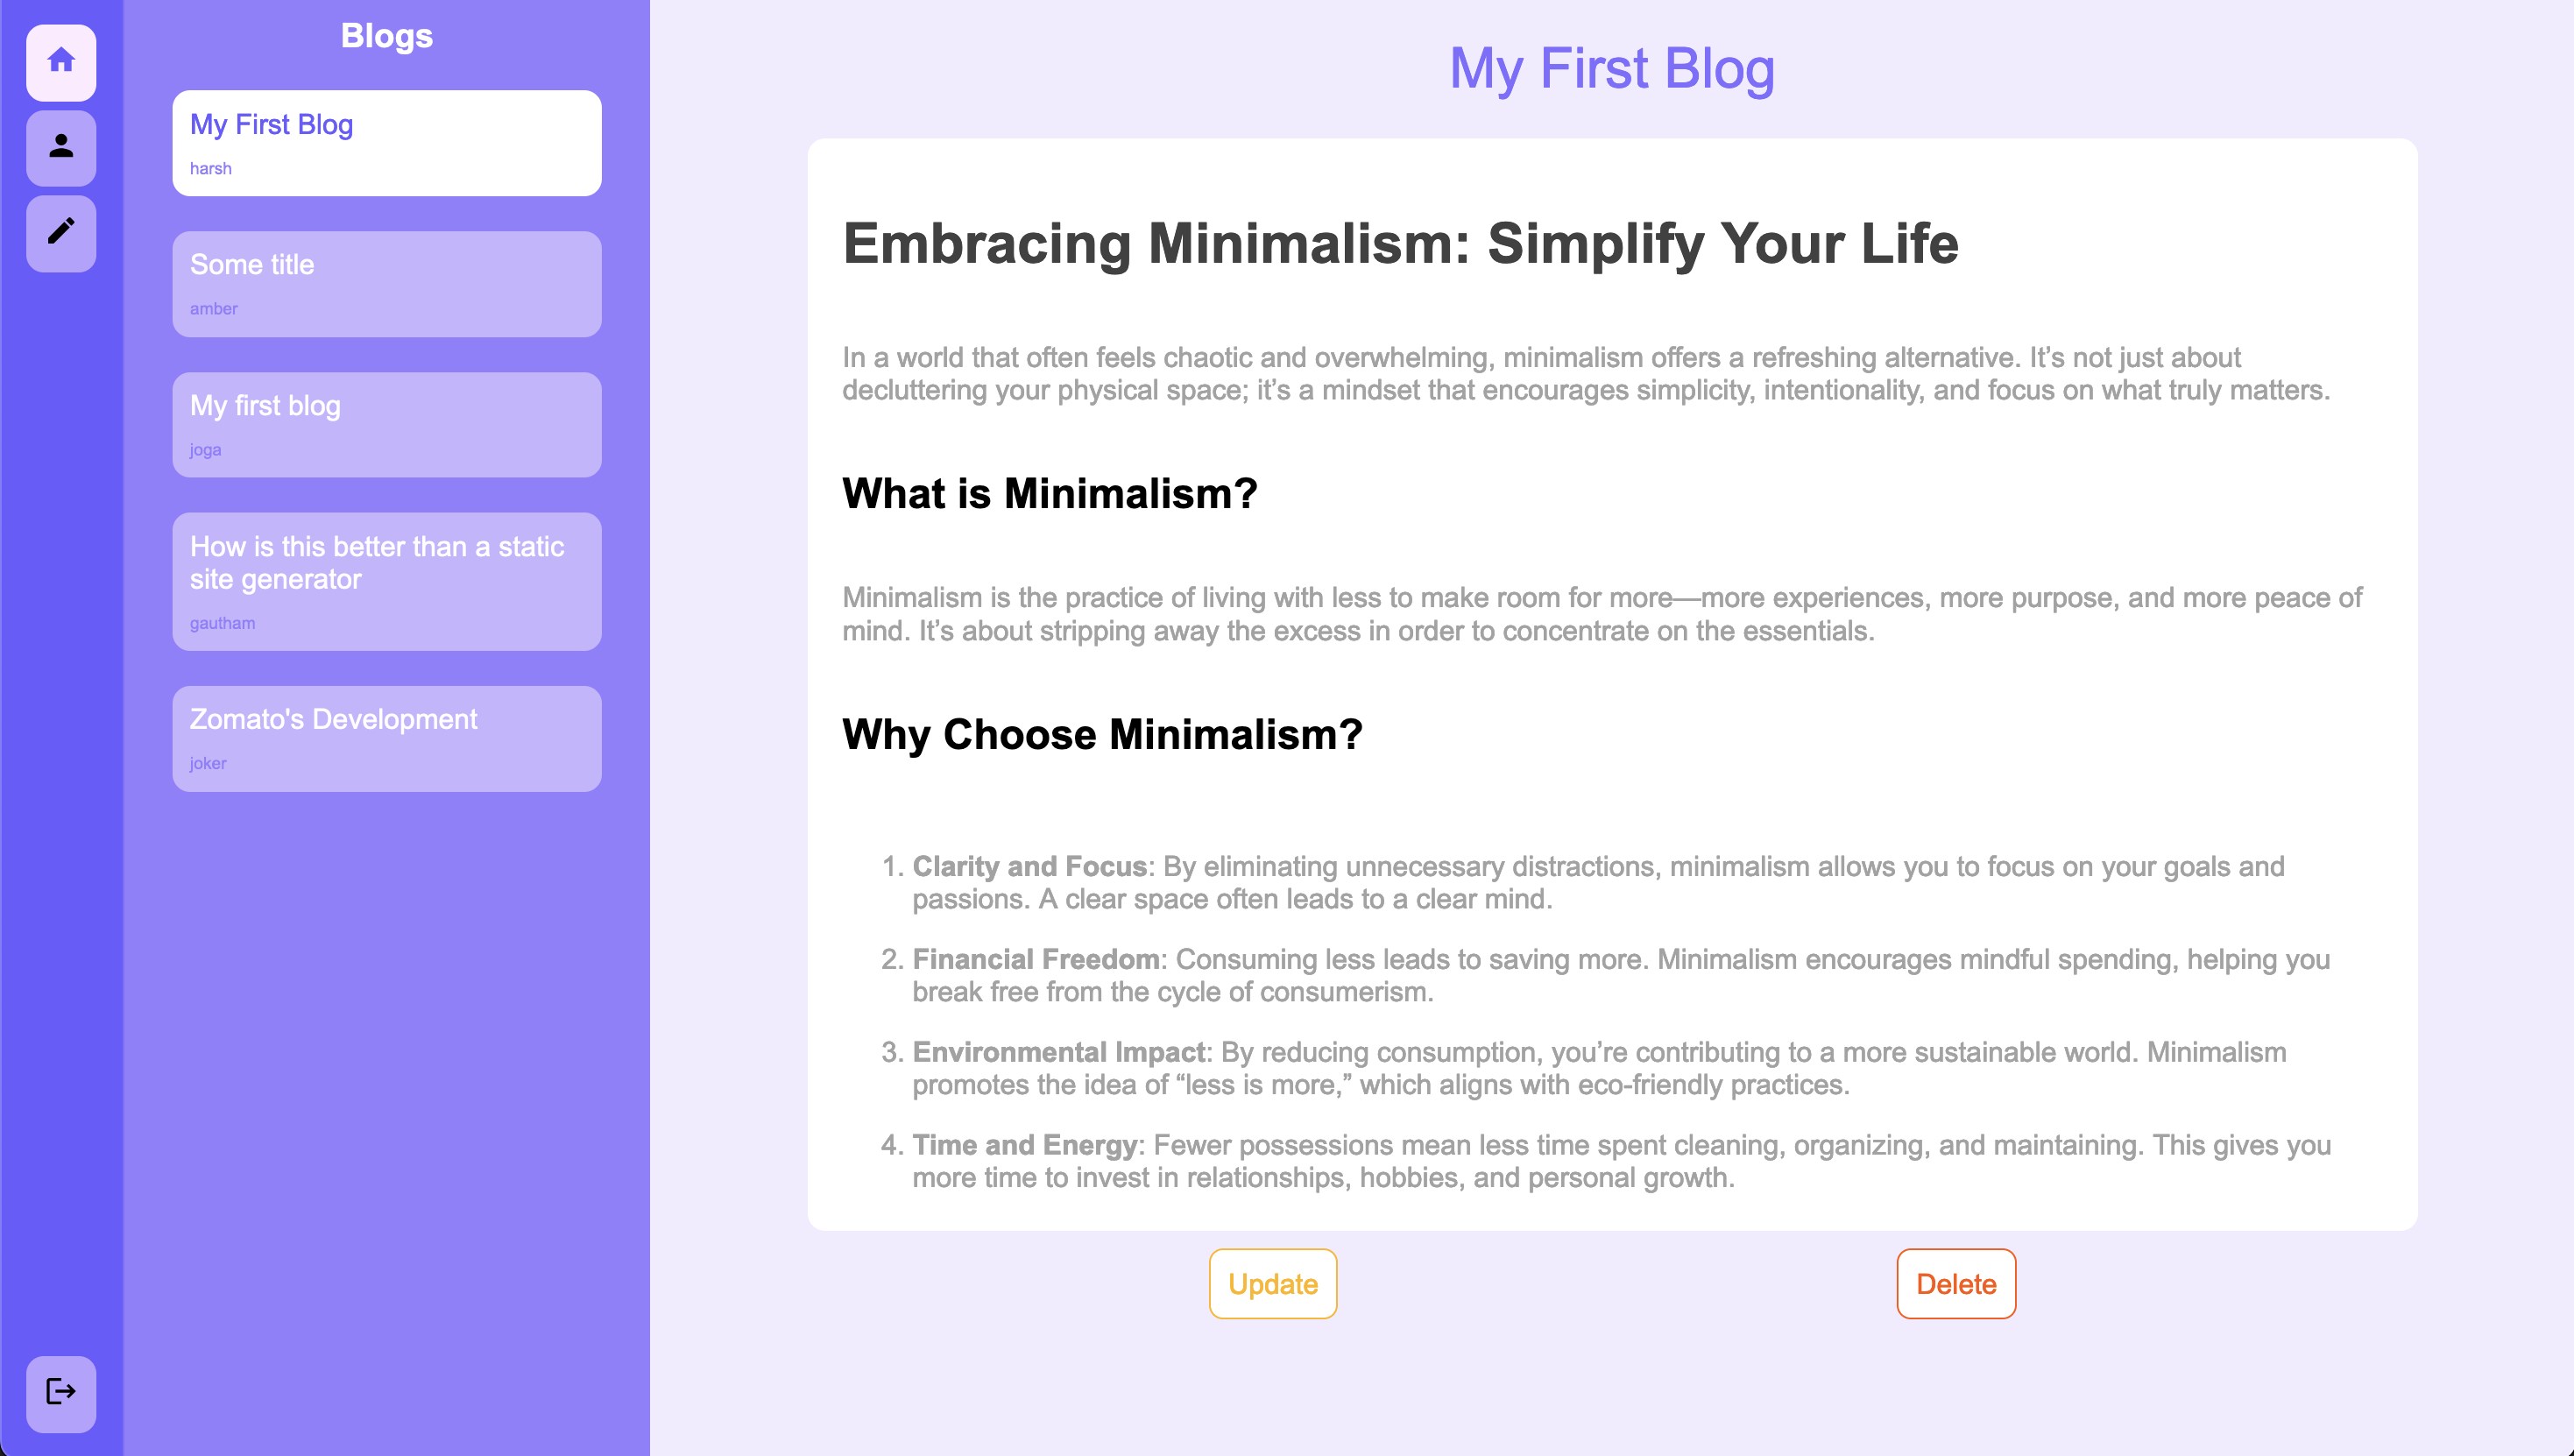 Blogs
My First Blog
harsh
Some title
amber
My first blog
joga
How is this better than a static
site generator
gautham
Zomato's Development
joker
My First Blog
Embracing Minimalism: Simplify Your Life
In a world that often feels chaotic and overwhelming, minimalism offers a refreshing alternative. It’s not just about
decluttering your physical space; it’s a mindset that encourages simplicity, intentionality, and focus on what truly matters.
What is Minimalism?
Minimalism is the practice of living with less to make room for more—more experiences, more purpose, and more peace of
mind. It’s about stripping away the excess in order to concentrate on the essentials.
Why Choose Minimalism?
1. Clarity and Focus: By eliminating unnecessary distractions, minimalism allows you to focus on your goals and
passions. A clear space often leads to a clear mind.
2. Financial Freedom: Consuming less leads to saving more. Minimalism encourages mindful spending, helping you
break free from the cycle of consumerism.
3. Environmental Impact: By reducing consumption, you’re contributing to a more sustainable world. Minimalism
promotes the idea of “less is more,” which aligns with eco-friendly practices.
4. Time and Energy: Fewer possessions mean less time spent cleaning, organizing, and maintaining. This gives you
more time to invest in relationships, hobbies, and personal growth.
Update
Delete